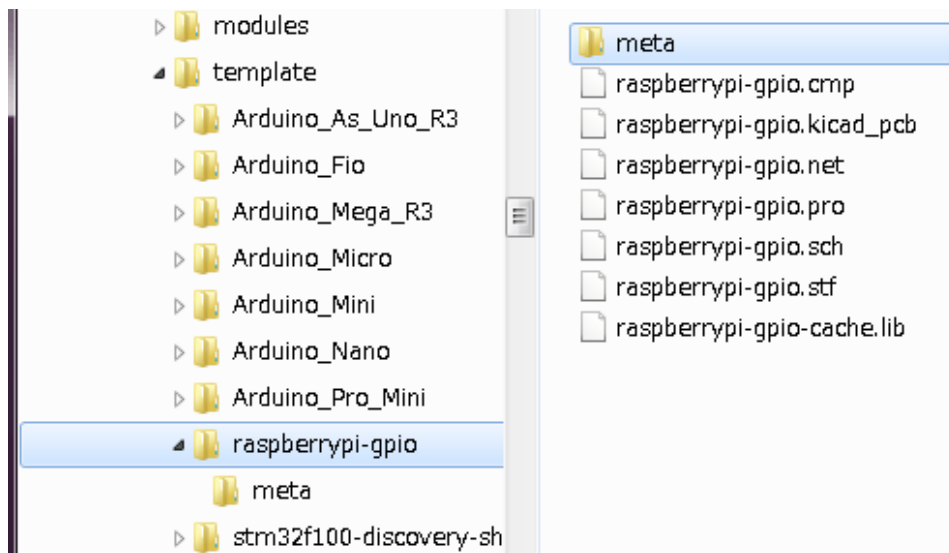 modules
template
Arduino_As_Uno_R3
Arduino_Fio
Arduino_Mega_R3
Arduino_Micro
Arduino_Mini
Arduino_Nano
Arduino_Pro_Mini
raspberrypi-gpio
meta
stm32f100-discovery-sh
meta
raspberrypi-gpio.cmp
raspberrypi-gpio.kicad_pcb
raspberrypi-gpio.net
raspberrypi-gpio.pro
raspberrypi-gpio.sch
raspberrypi-gpio.stf
raspberrypi-gpio-cache.lib